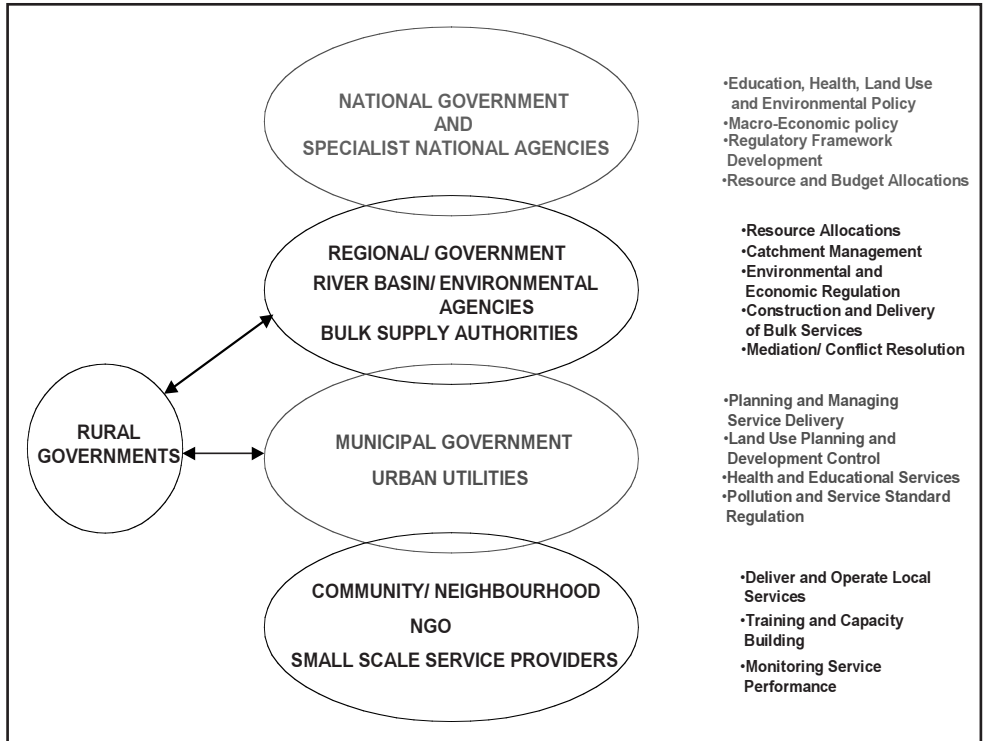 NATIONAL GOVERNMENT
AND
SPECIALIST NATIONAL AGENCIES
•Education, Health, Land Use
and Environmental Policy
•Macro-Economic policy
•Regulatory Framework
Development
•Resource and Budget Allocations
REGIONAL/ GOVERNMENT
RIVER BASIN/ ENVIRONMENTAL
AGENCIES
BULK SUPPLY AUTHORITIES
•Resource Allocations
•Catchment Management
•Environmental and
Economic Regulation
•Construction and Delivery
of Bulk Services
•Mediation/ Conflict Resolution
RURAL
GOVERNMENTS
MUNICIPAL GOVERNMENT
URBAN UTILITIES
•Planning and Managing
Service Delivery
•Land Use Planning and
Development Control
•Health and Educational Services
•Pollution and Service Standard
Regulation
COMMUNITY/ NEIGHBOURHOOD
NGO
SMALL SCALE SERVICE PROVIDERS
•Deliver and Operate Local
Services
•Training and Capacity
Building
•Monitoring Service
Performance